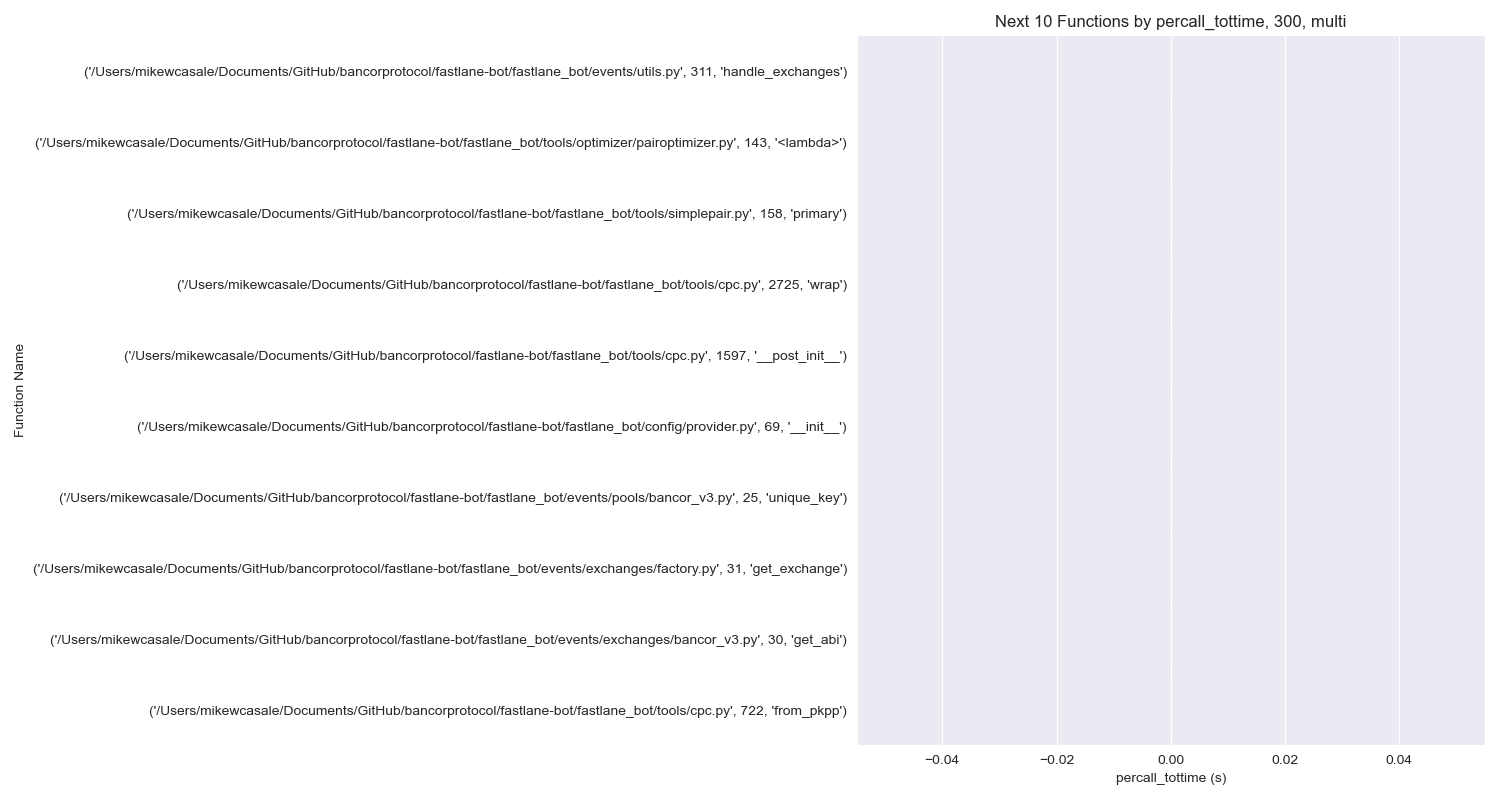 Next 10 Functions by percall_tottime, 300, multi
('/Users/mikewcasale/Documents/GitHub/bancorprotocol/fastlane-bot/fastlane_bot/events/utils.py', 311, 'handle_exchanges')
('/Users/mikewcasale/Documents/GitHub/bancorprotocol/fastlane-bot/fastlane_bot/tools/optimizer/pairoptimizer.py', 143, '<lambda>')
('/Users/mikewcasale/Documents/GitHub/bancorprotocol/fastlane-bot/fastlane_bot/tools/simplepair.py', 158, 'primary')
('/Users/mikewcasale/Documents/GitHub/bancorprotocol/fastlane-bot/fastlane_bot/tools/cpc.py', 2725, 'wrap')
('/Users/mikewcasale/Documents/GitHub/bancorprotocol/fastlane-bot/fastlane_bot/tools/cpc.py', 1597, '__post_init__')
('/Users/mikewcasale/Documents/GitHub/bancorprotocol/fastlane-bot/fastlane_bot/config/provider.py', 69, '__init__')
('/Users/mikewcasale/Documents/GitHub/bancorprotocol/fastlane-bot/fastlane_bot/events/pools/bancor_v3.py', 25, 'unique_key')
('/Users/mikewcasale/Documents/GitHub/bancorprotocol/fastlane-bot/fastlane_bot/events/exchanges/factory.py', 31, 'get_exchange')
('/Users/mikewcasale/Documents/GitHub/bancorprotocol/fastlane-bot/fastlane_bot/events/exchanges/bancor_v3.py', 30, 'get_abi')
('/Users/mikewcasale/Documents/GitHub/bancorprotocol/fastlane-bot/fastlane_bot/tools/cpc.py', 722, 'from_pkpp')
Function Name
−0.04 −0.02 0.00 0.02 0.04
percall_tottime (s)